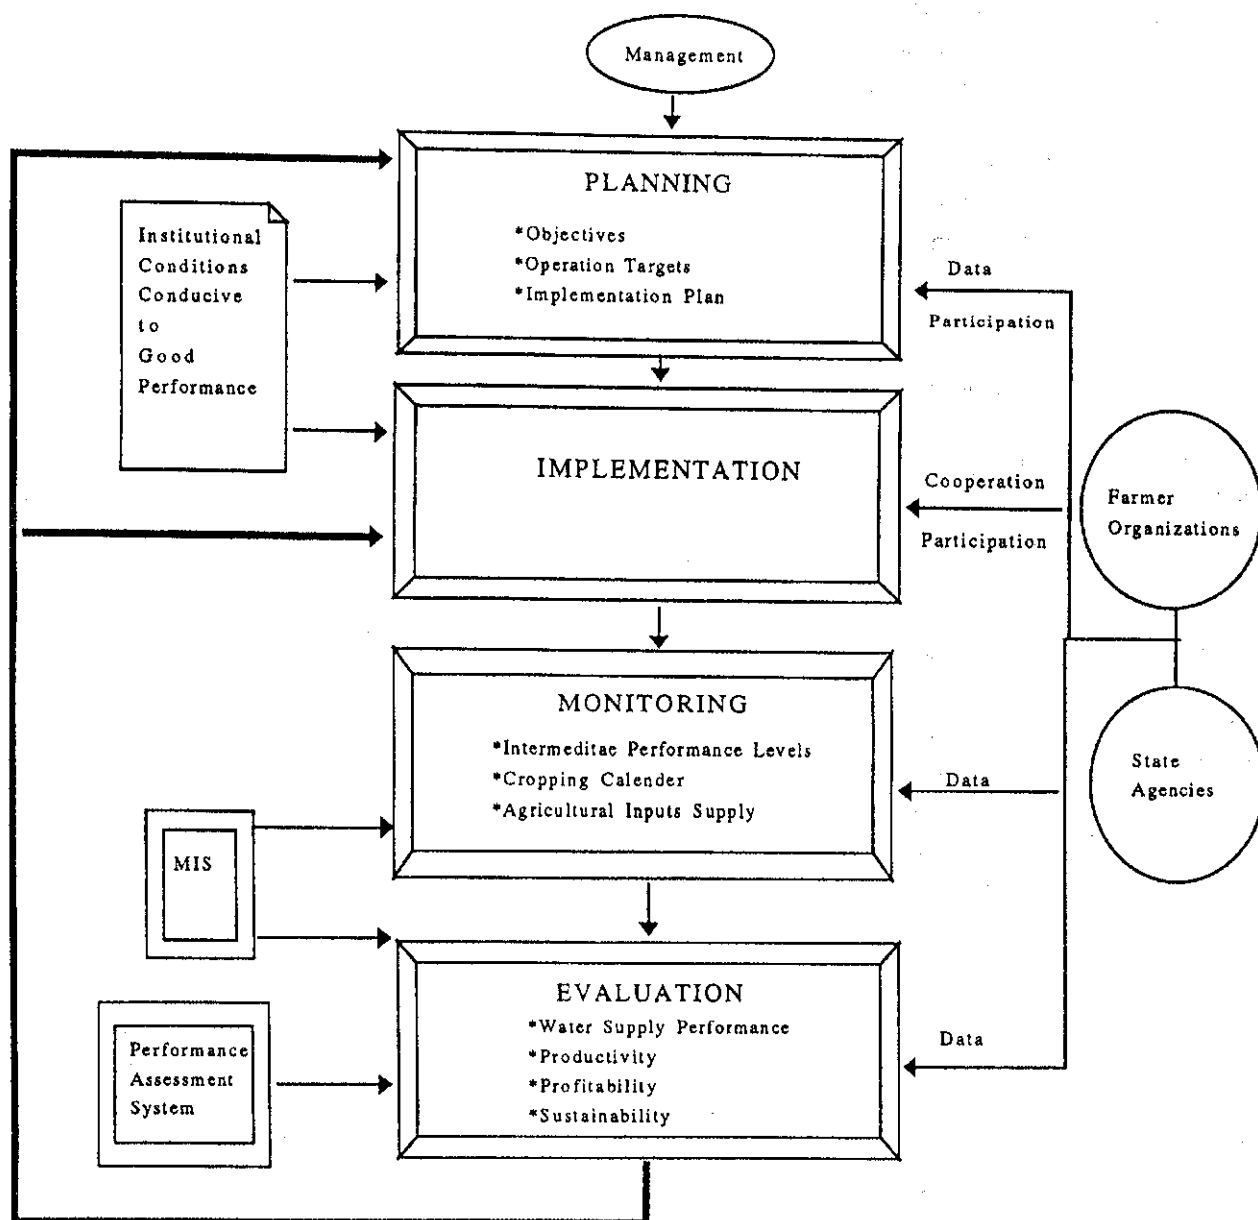 Management
PLANNING
*Objectives
*Operation Targets
*Implementation Plan
Institutional
Conditions
Conducive
to
Good
Performance
Data
Participation
IMPLEMENTATION
Cooperation
Participation
Farmer
Organizations
MONITORING
*Intermeditae Performance Levels
*Cropping Calender
*Agricultural Inputs Supply
Data
State
Agencies
MIS
EVALUATION
*Water Supply Performance
*Productivity
*Profitability
*Sustainability
Data
Performance
Assessment
System